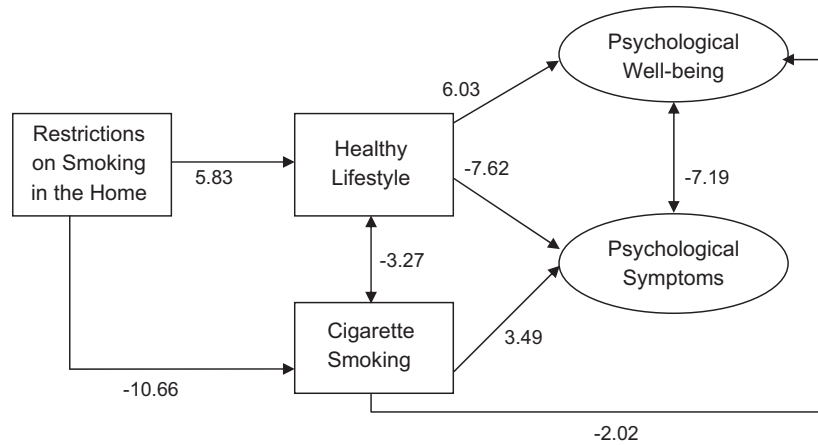 Psychological
Well-being
6.03
Restrictions
on Smoking
in the Home
5.83
Healthy
Lifestyle
-7.62
-7.19
-3.27
Psychological
Symptoms
Cigarette
Smoking
3.49
-10.66
-2.02